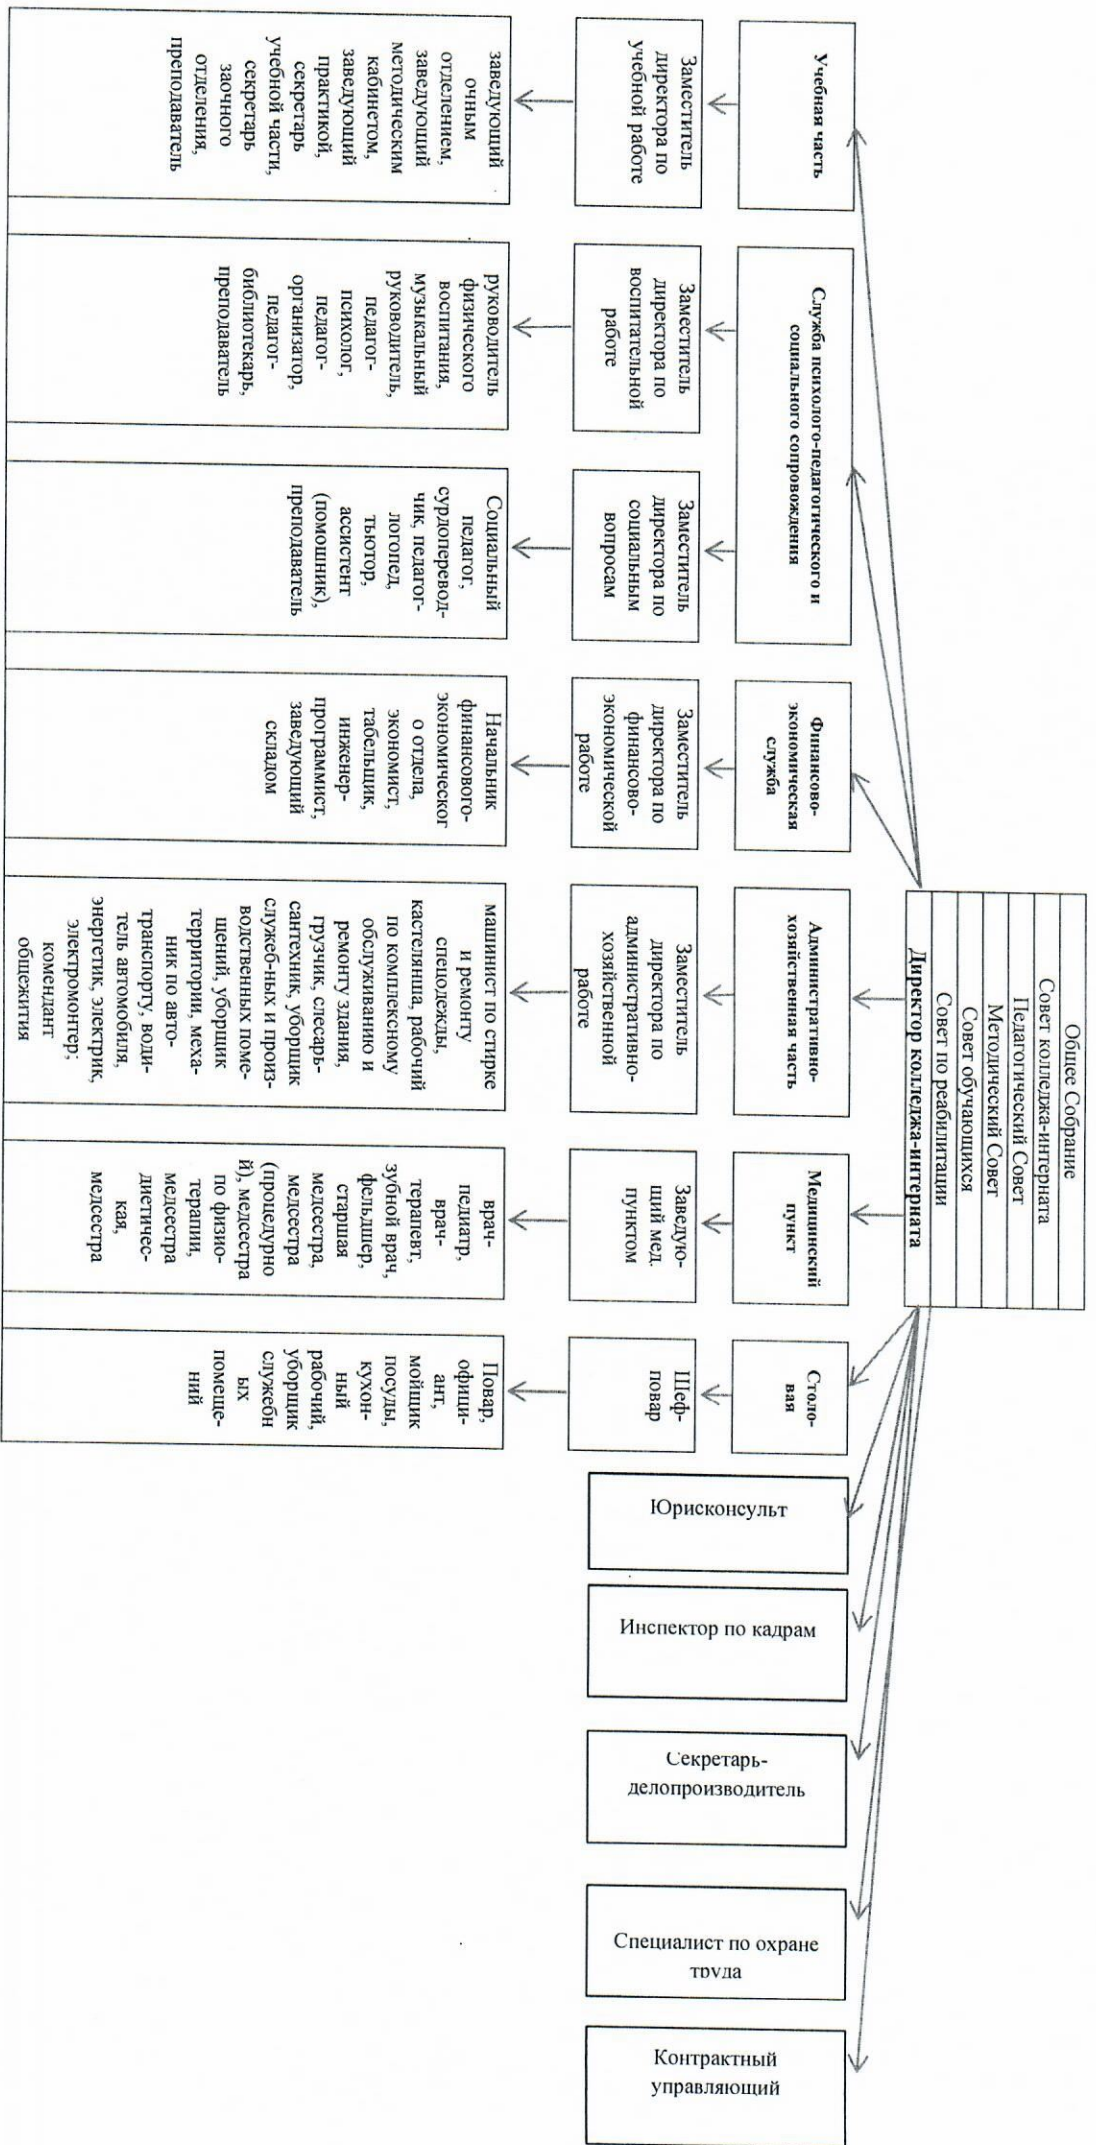 Общее Собрание
Совет колледжа-интерната
Педагогический Совет
Методический Совет
Совет обучающихся
Совет по реабилитации
Директор колледжа-интерната
Учебная часть
Служба психолого-педагогического и
социального сопровождения
Финансово-
экономическая
служба
Административно-
хозяйственная часть
Медицинский
пункт
Столо-
вая
Юрисконсульт
Инспектор по кадрам
Секретарь-
делопроизводитель
Специалист по охране
труда
Контрактный
управляющий
Заместитель
директора по
учебной работе
Заместитель
директора по
воспитательной
работе
Заместитель
директора по
социальным
вопросам
Заместитель
директора по
финансово-
экономической
работе
Заместитель
директора по
административно-
хозяйственной
работе
Заведую-
щий мед.
пунктом
Шеф-
повар
заведующий
очным
отделением,
заведующий
методическим
кабинетом,
заведующий
практикой,
секретарь
учебной части,
секретарь
заочного
отделения,
преподаватель
руководитель
физического
воспитания,
музыкальный
руководитель,
педагог-
психолог,
педагог-
организатор,
педагог-
библиотекарь,
преподаватель
Социальный
педагог,
сурдоперевод-
чик, педагог-
логопед,
тьютор,
ассистент
(помошник),
преподаватель
Начальник
финансового-
экономическог
о отдела,
экономист,
табельщик,
инженер-
программист,
заведующий
складом
машинист по стирке
и ремонту
спецодежды,
кастелянша, рабочий
по комплексному
обслуживанию и
ремонту здания,
грузчик, слесарь-
сантехник, уборщик
служеб-ных и произ-
водственных поме-
щений, уборщик
территории, меха-
ник по авто-
транспорту, води-
тель автомобиля,
энергетик, электрик,
электромонтер;
комендант
общежития
врач-
педиатр,
врач-
терапевт,
зубной врач,
фельдшер,
старшая
медсестра,
медсестра
(процедурно
й), медсестра
по физио-
терапии,
медсестра
диетичес-
кая,
медсестра
Повар,
официант,
мойщик
посуды,
кухон-
ный
рабочий,
уборщик
служебн
ых
помеще-
ний